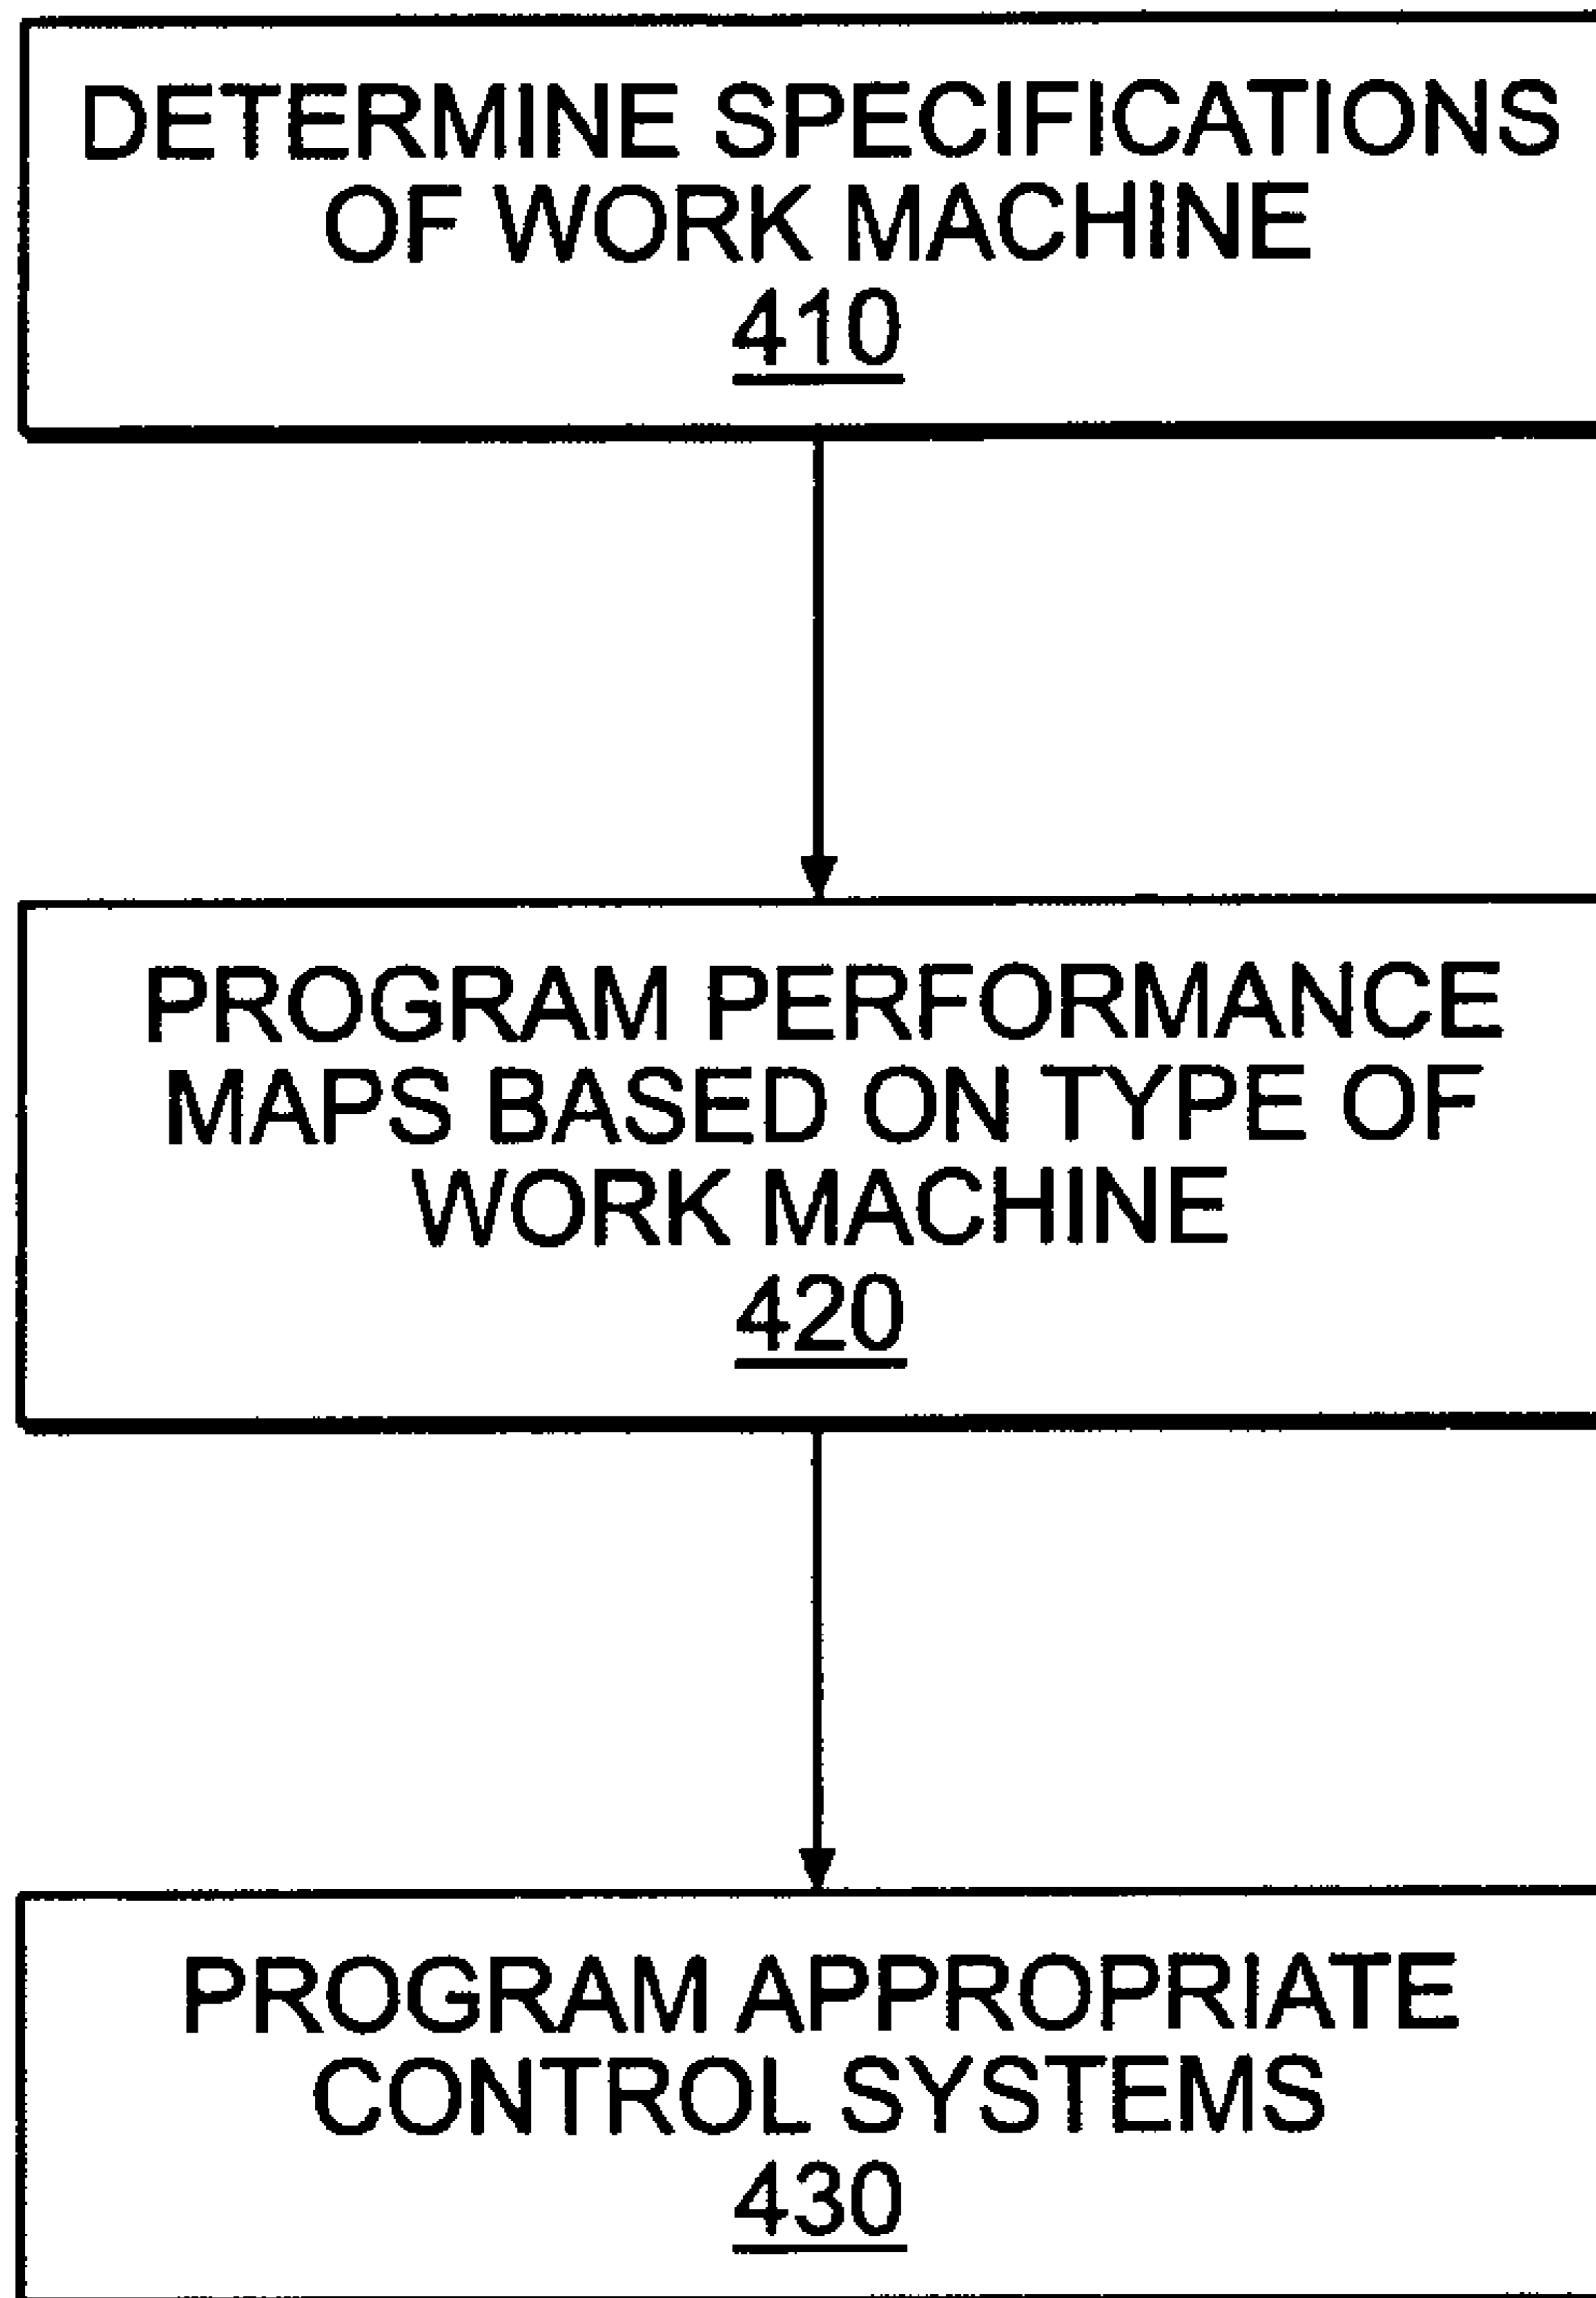 DETERMINE SPECIFICATIONS
OF WORK MACHINE
410
PROGRAM PERFORMANCE
MAPS BASED ON TYPE OF
WORK MACHINE
420
PROGRAM APPROPRIATE
CONTROL SYSTEMS
430